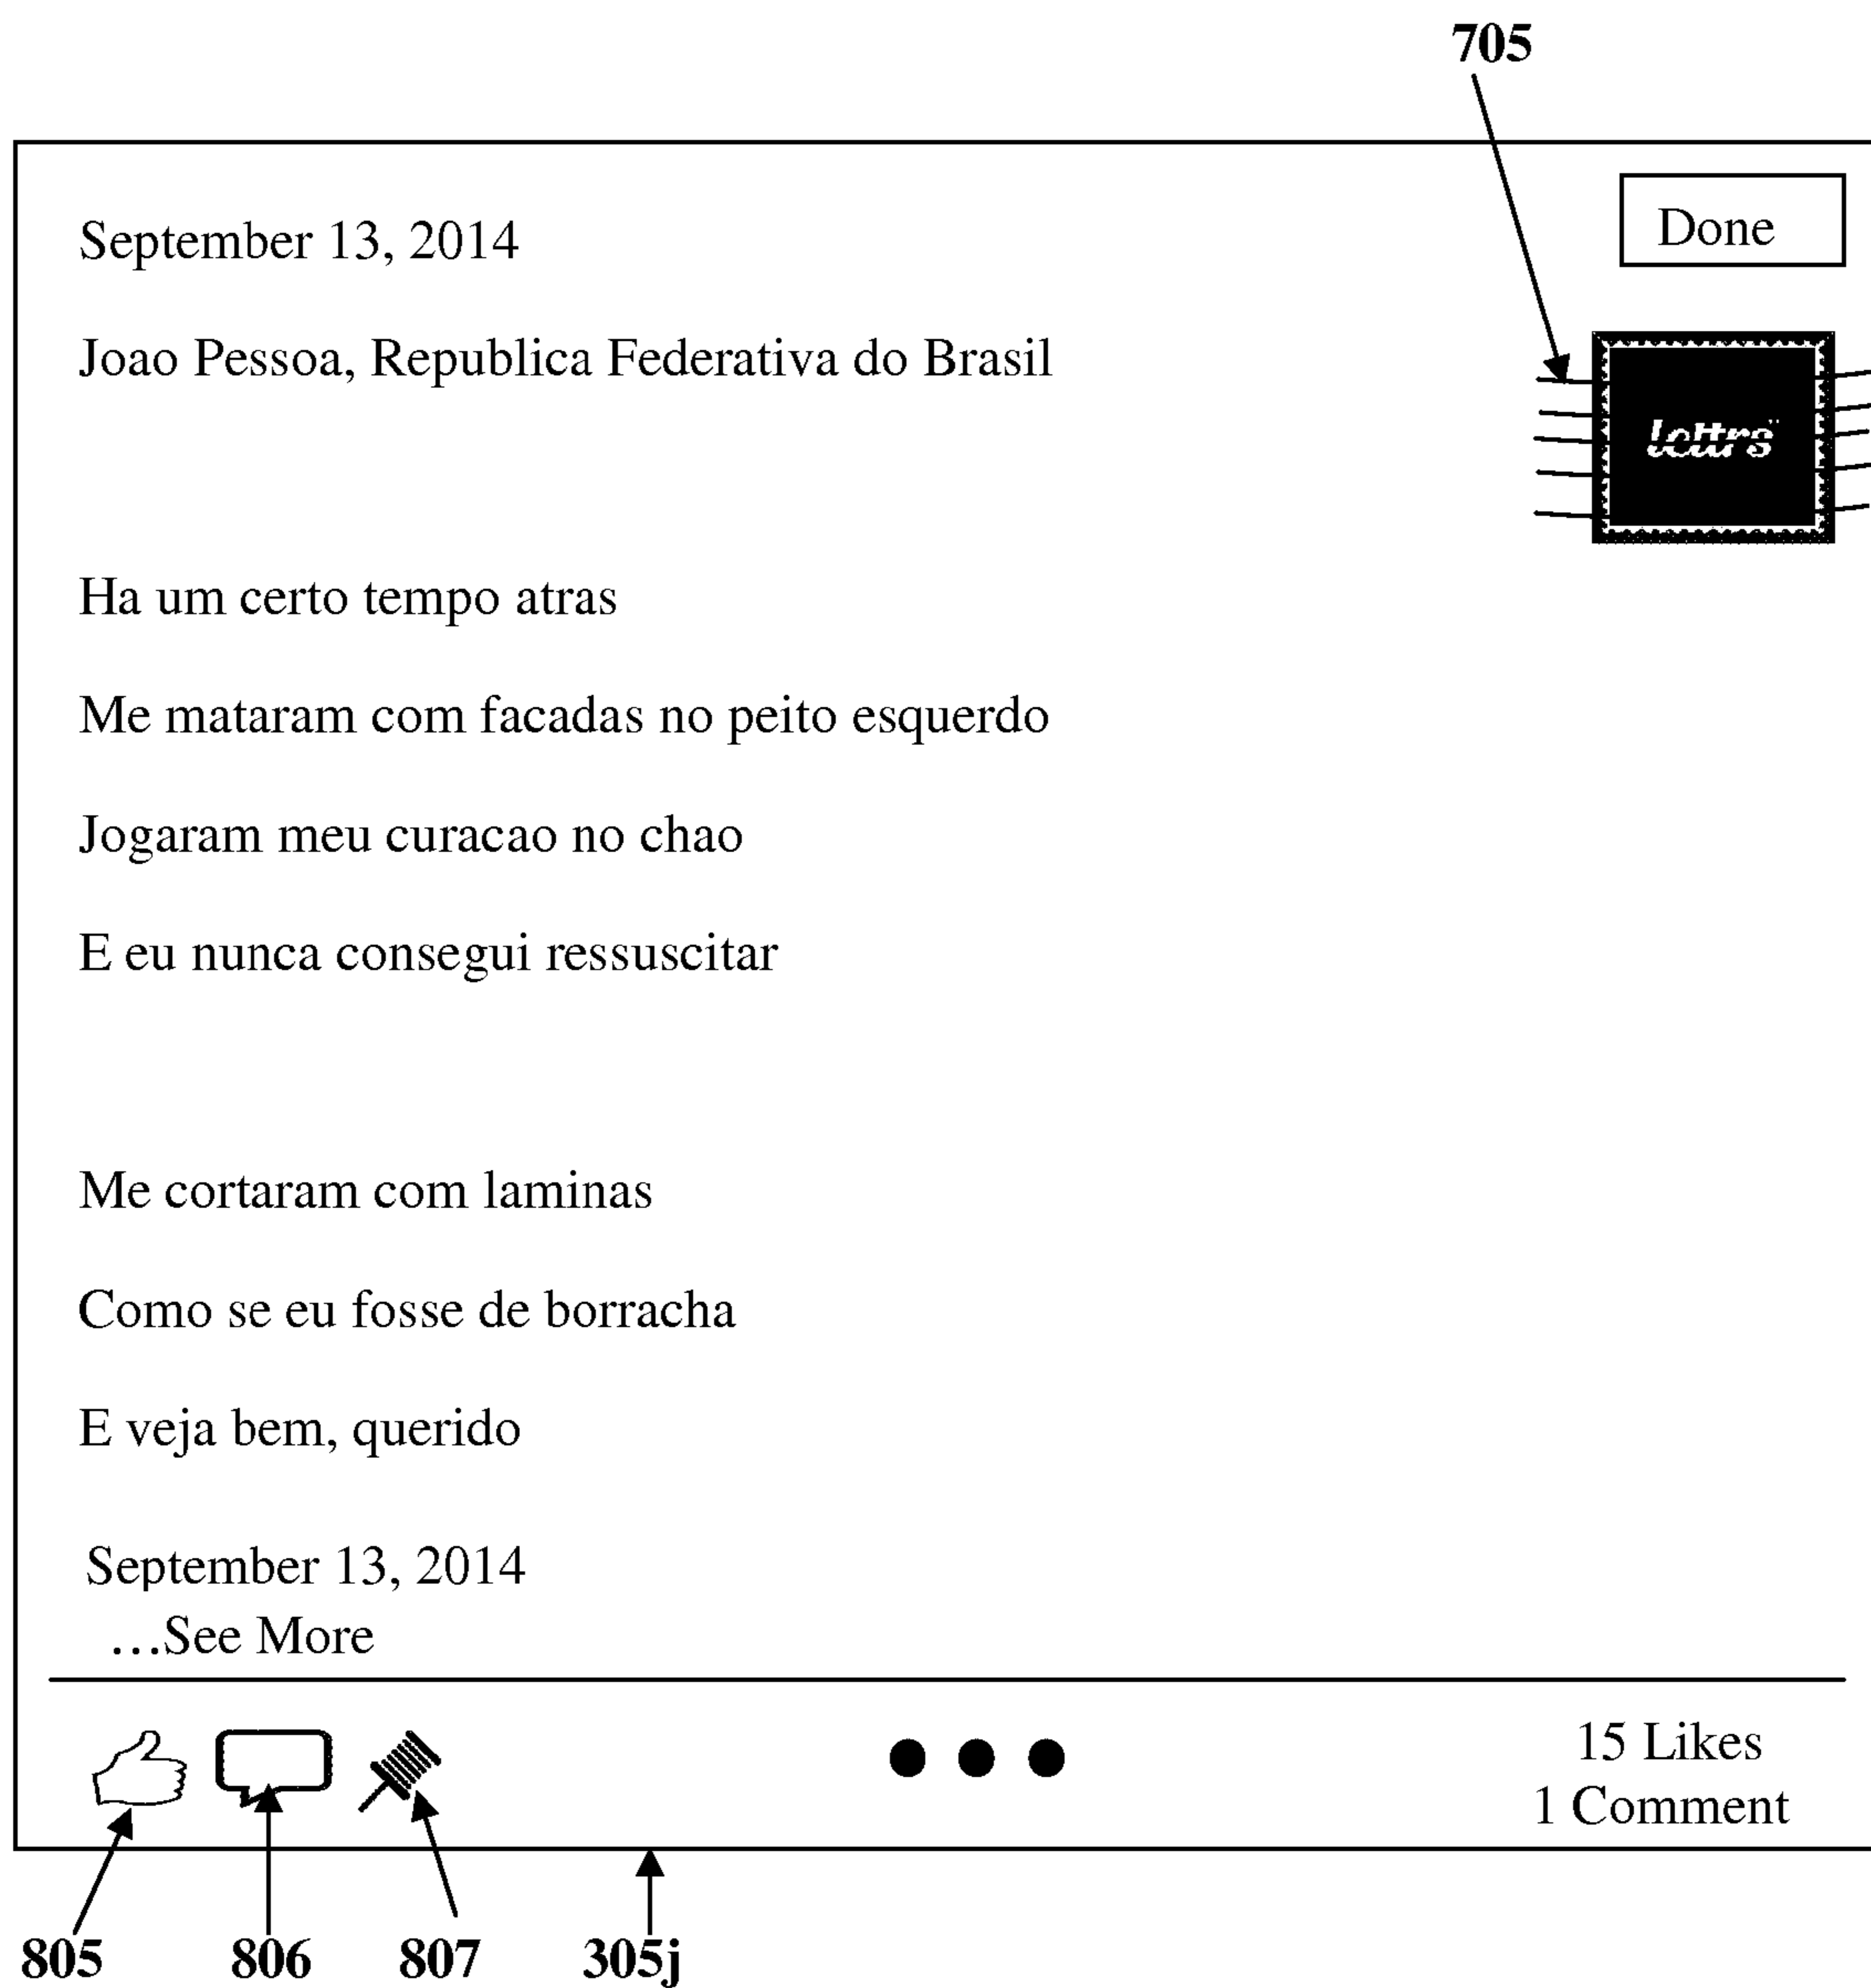 705
Done
September 13, 2014
Joao Pessoa, Republica Federativa do Brasil
lettrs
Ha um certo tempo atras
Me mataram com facadas no peito esquerdo
Jogaram meu curacao no chao
E eu nunca consegui ressuscitar
Me cortaram com laminas
Como se eu fosse de borracha
E veja bem, querido
September 13, 2014
…See More
15 Likes
1 Comment
805 806 807 305j